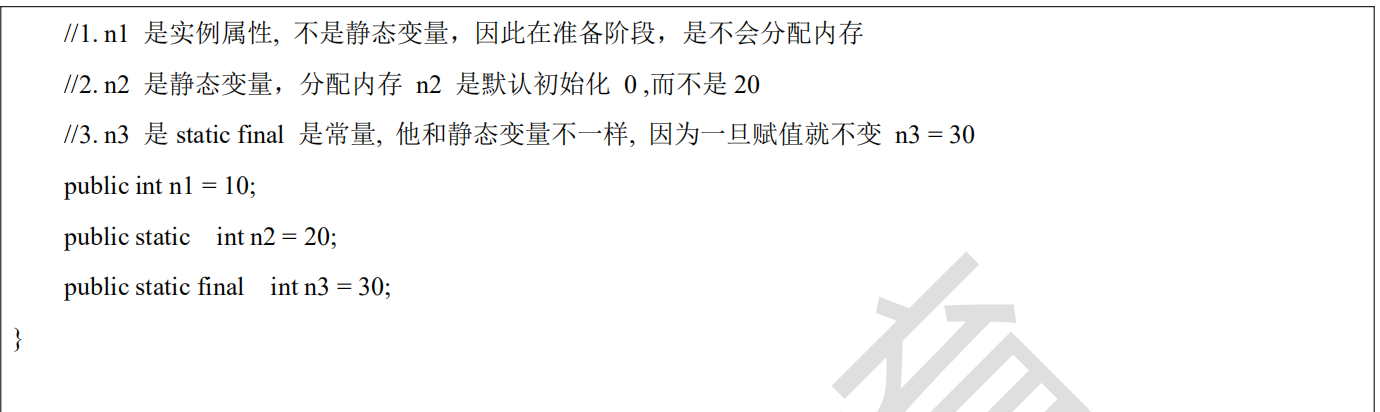 //1. n1 是实例属性, 不是静态变量，因此在准备阶段，是不会分配内存
//2. n2 是静态变量，分配内存 n2 是默认初始化 0 ,而不是 20
//3. n3 是 static final 是常量, 他和静态变量不一样, 因为一旦赋值就不变 n3 = 30
public int n1 = 10;
public static int n2 = 20;
public static final int n3 = 30;
}